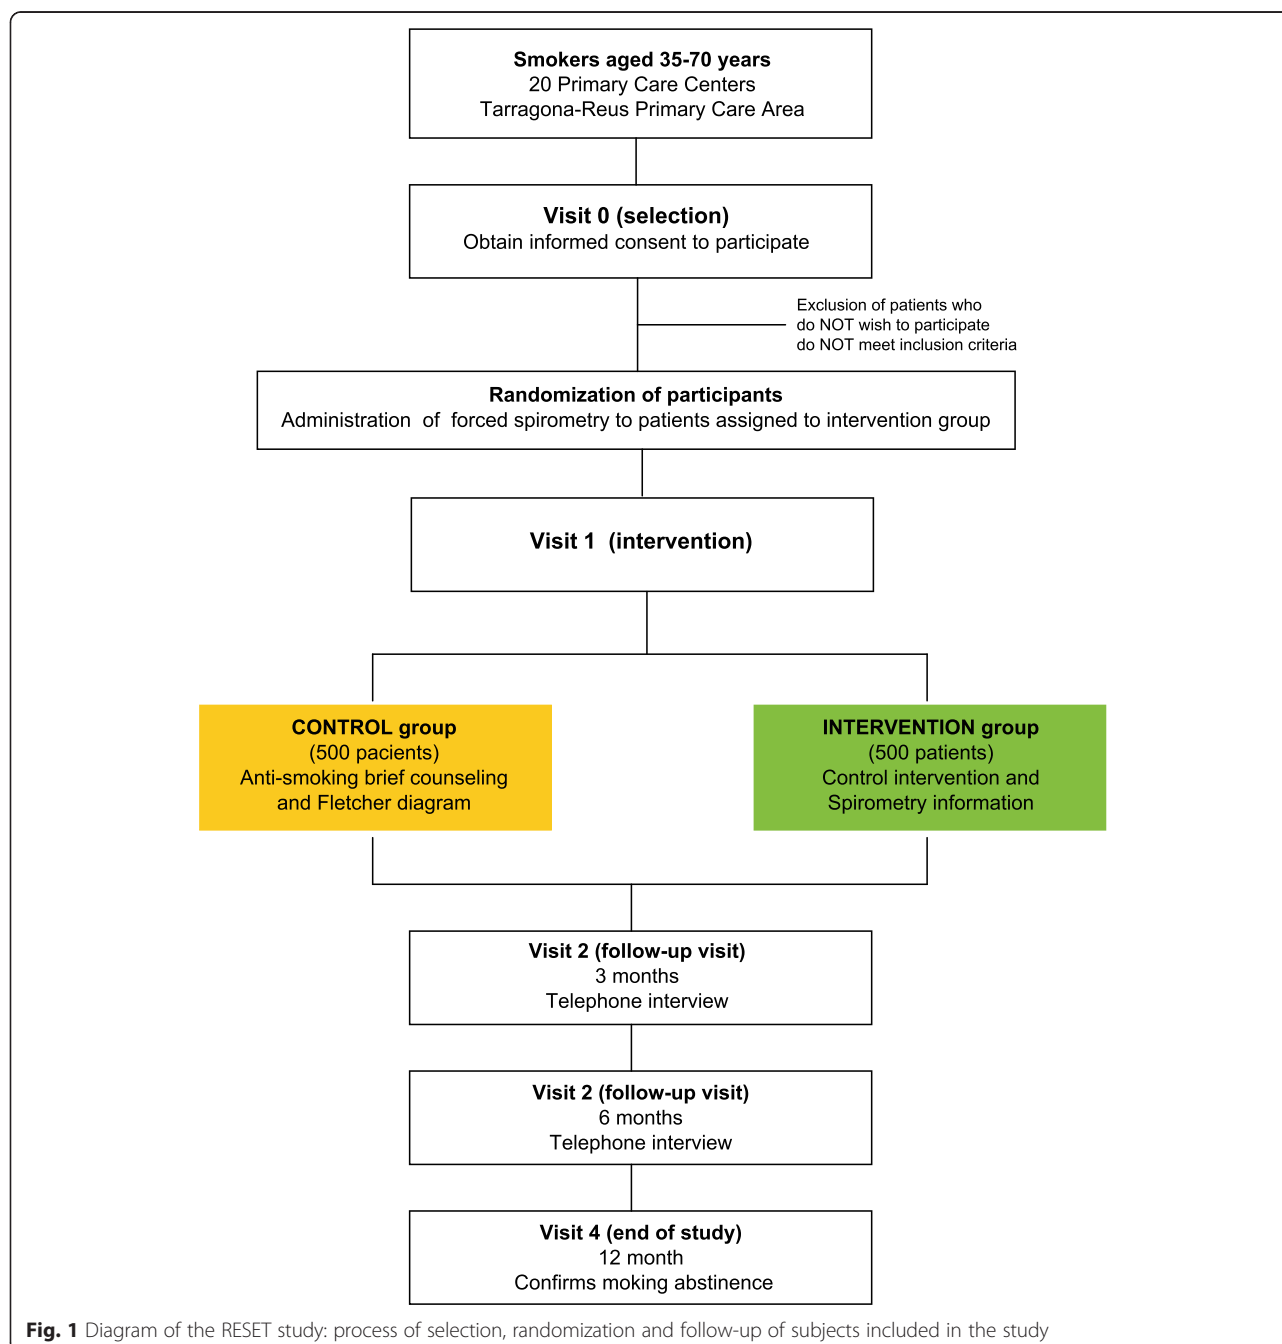 Smokers aged 35-70 years
20 Primary Care Centers
Tarragona-Reus Primary Care Area
Visit 0 (selection)
Obtain informed consent to participate
Exclusion of patients who
do NOT wish to participate
do NOT meet inclusion criteria
Randomization of participants
Administration of forced spirometry to patients assigned to intervention group
Visit 1 (intervention)
CONTROL group
(500 pacients)
Anti-smoking brief counseling
and Fletcher diagram
INTERVENTION group
(500 patients)
Control intervention and
Spirometry information
Visit 2 (follow-up visit)
3 months
Telephone interview
Visit 2 (follow-up visit)
6 months
Telephone interview
Visit 4 (end of study)
12 month
Confirms moking abstinence
Fig. 1 Diagram of the RESET study: process of selection, randomization and follow-up of subjects included in the study